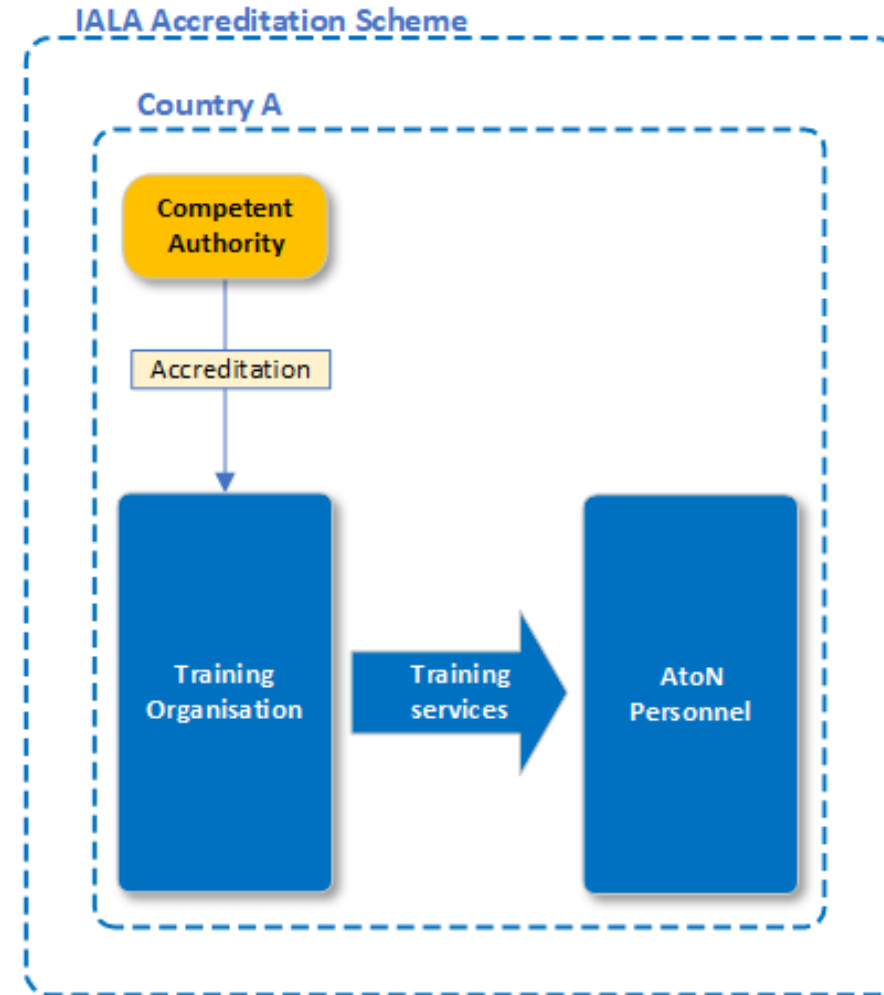 IALA Accreditation Scheme
Country A
Competent
Authority
Accreditation
Training
Organisation
Training
services
AtoN
Personnel